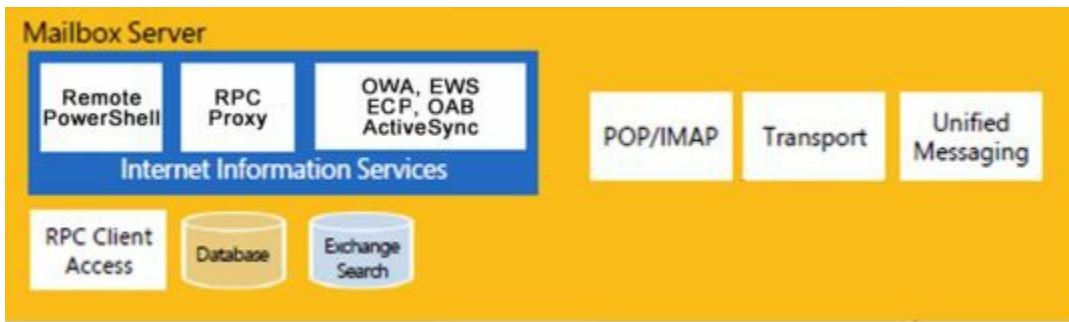 Mailbox Server
Remote
PowerShell
RPC
Proxy
OWA, EWS
ECP, OAB
ActiveSync
Internet Information Services
POP/IMAP
Transport
Unified
Messaging
RPC Client
Access
Database
Exchange
Search